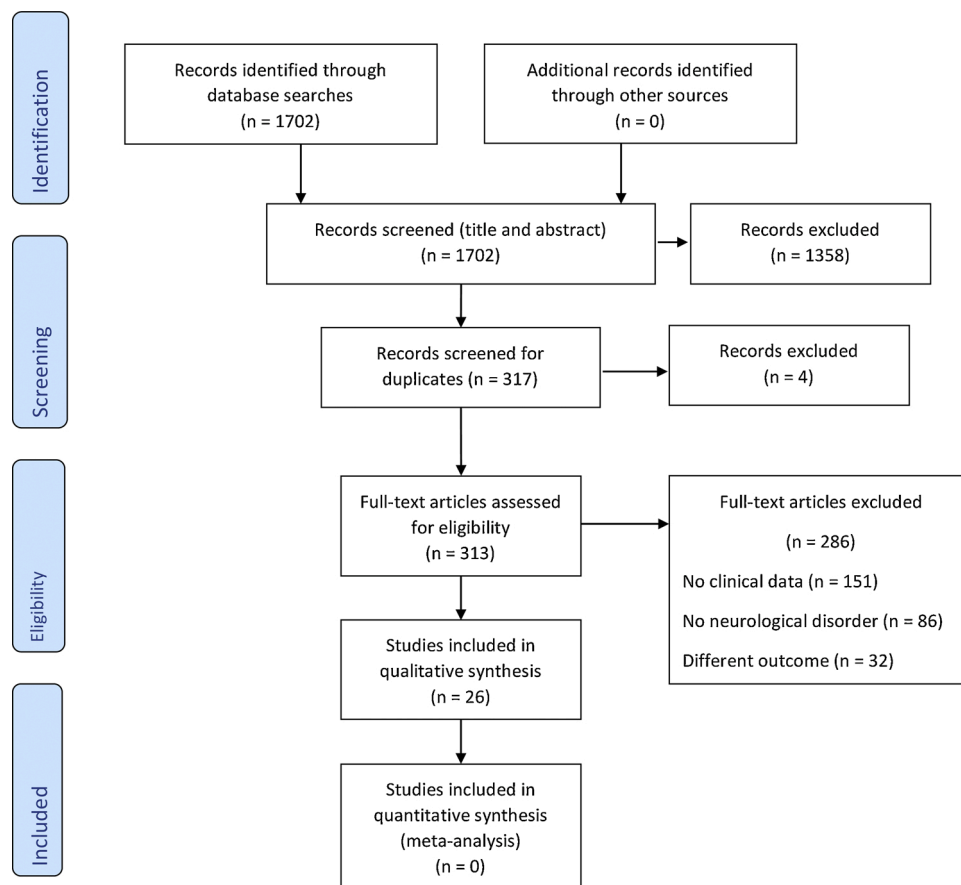 Identification
Records identified through
database searches
(n = 1702)
Additional records identified
through other sources
(n = 0)
Records screened (title and abstract)
(n = 1702)
Records excluded
(n = 1358)
Screening
Records screened for
duplicates (n = 317)
Records excluded
(n = 4)
Eligibility
Full-text articles assessed
for eligibility
(n = 313)
Full-text articles excluded
(n = 286)
No clinical data (n = 151)
No neurological disorder (n = 86)
Different outcome (n = 32)
Studies included in
qualitative synthesis
(n = 26)
Included
Studies included in
quantitative synthesis
(meta-analysis)
(n = 0)